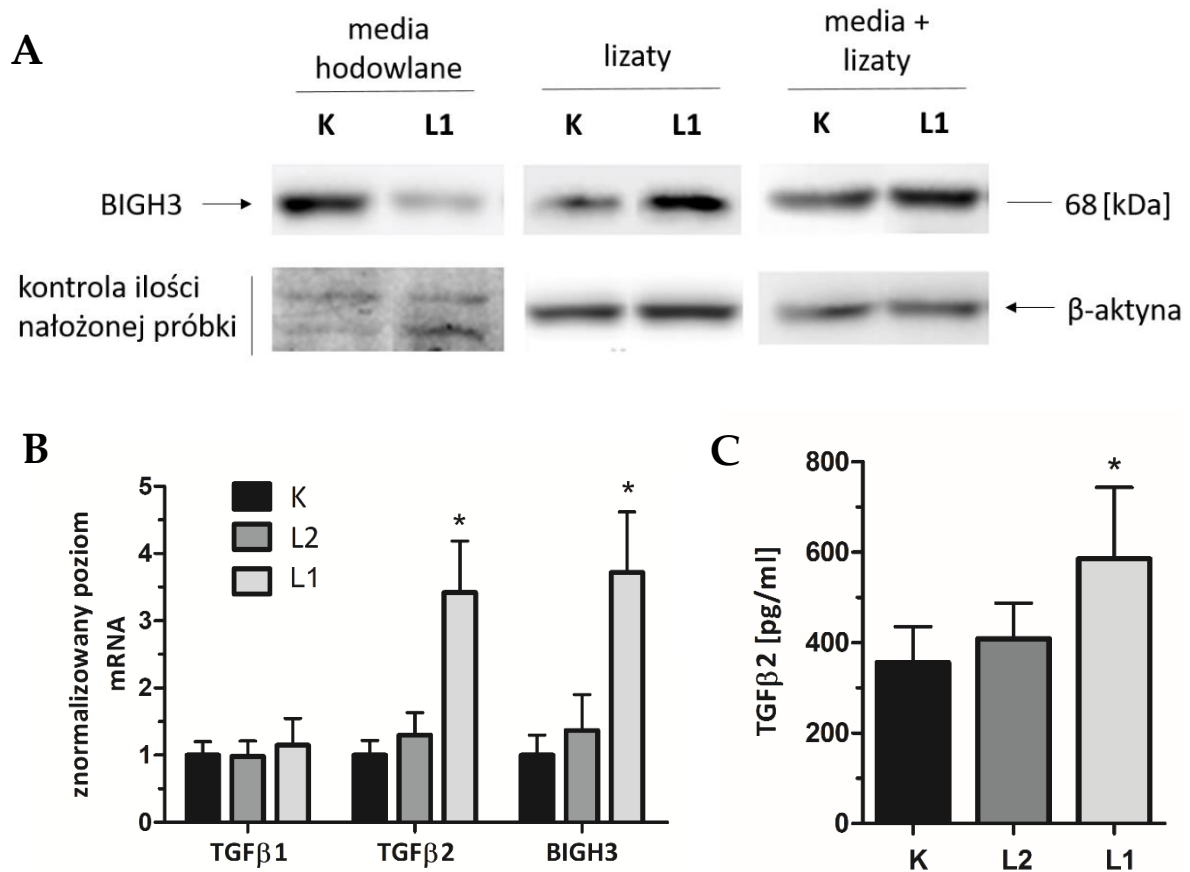 A
media
hodowlane
lizaty
media +
lizaty
K L1 K L1 K L1
BIGH3
68 [kDa]
kontrola ilości
nałożonej próbki
β-aktyna
B
znormalizowany poziom
mRNA
5
4
3
2
1
0
K
L2
L1
*
*
TGFβ1 TGFβ2 BIGH3
C
TGFβ2 [pg/ml]
800
600
400
200
0
*
K L2 L1